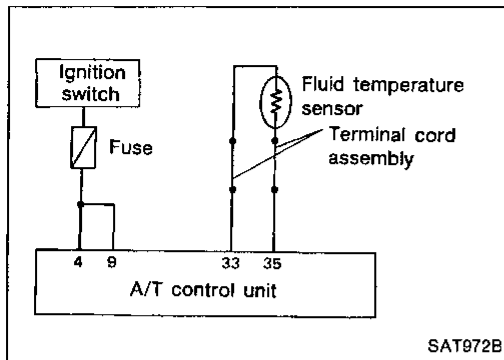 Ignition
switch
Fuse
Fluid temperature
sensor
Terminal cord
assembly
4 9 33 35
A/T control unit
SAT972B